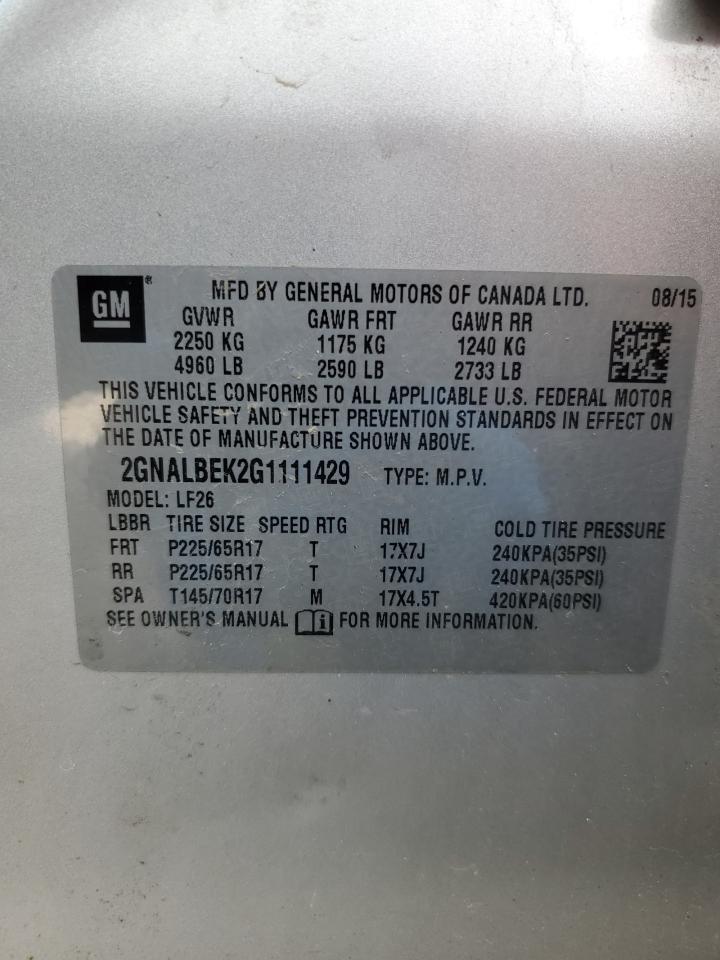 GM®
MFD BY GENERAL MOTORS OF CANADA LTD. 08/15
GVWR GAWR FRT GAWR RR
2250 KG 1175 KG 1240 KG
4960 LB 2590 LB 2733 LB
THIS VEHICLE CONFORMS TO ALL APPLICABLE U.S. FEDERAL MOTOR
VEHICLE SAFETY AND THEFT PREVENTION STANDARDS IN EFFECT ON
THE DATE OF MANUFACTURE SHOWN ABOVE.
2GNALBEK2G1111429 TYPE: M.P.V.
MODEL: LF26
LBBR TIRE SIZE SPEED RTG RIM COLD TIRE PRESSURE
FRT P225/65R17 T 17X7J 240KPA(35PSI)
RR P225/65R17 T 17X7J 240KPA(35PSI)
SPA T145/70R17 M 17X4.5T 420KPA(60PSI)
SEE OWNER'S MANUAL i FOR MORE INFORMATION.